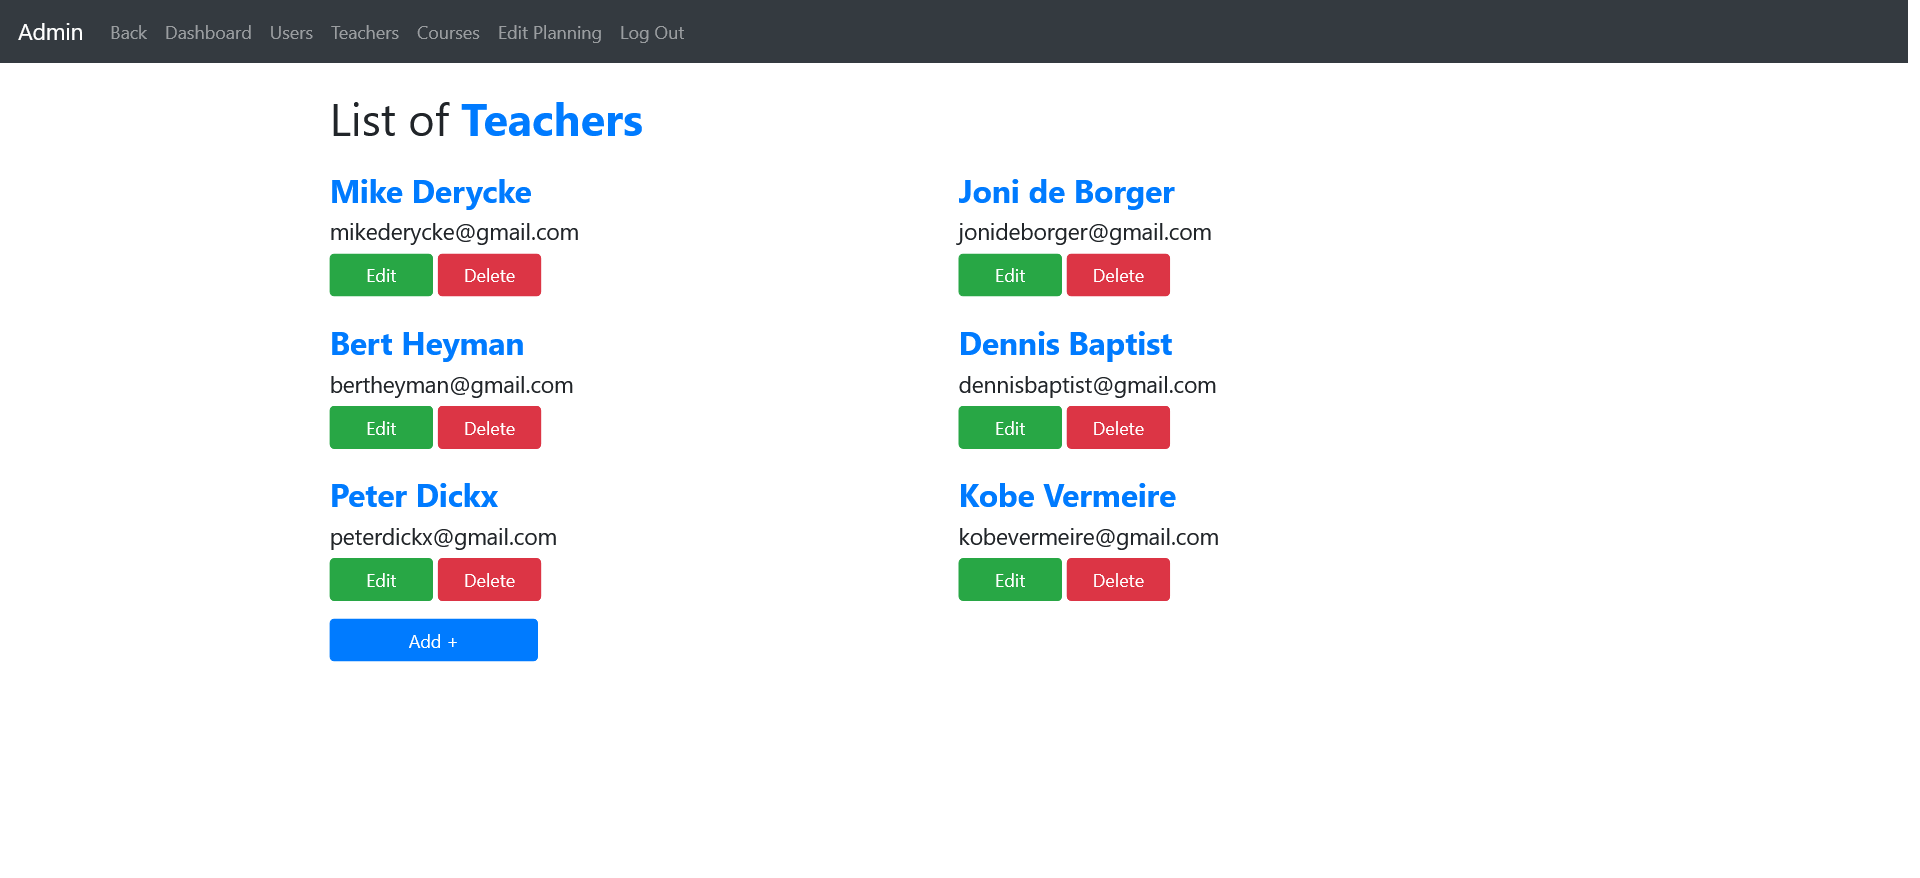 Admin Back Dashboard Users Teachers Courses Edit Planning Log Out
List of Teachers
Mike Derycke
mikederycke@gmail.com
Edit Delete
Joni de Borger
jonideborger@gmail.com
Edit Delete
Bert Heyman
bertheyman@gmail.com
Edit Delete
Dennis Baptist
dennisbaptist@gmail.com
Edit Delete
Peter Dickx
peterdickx@gmail.com
Edit Delete
Kobe Vermeire
kobevermeire@gmail.com
Edit Delete
Add +